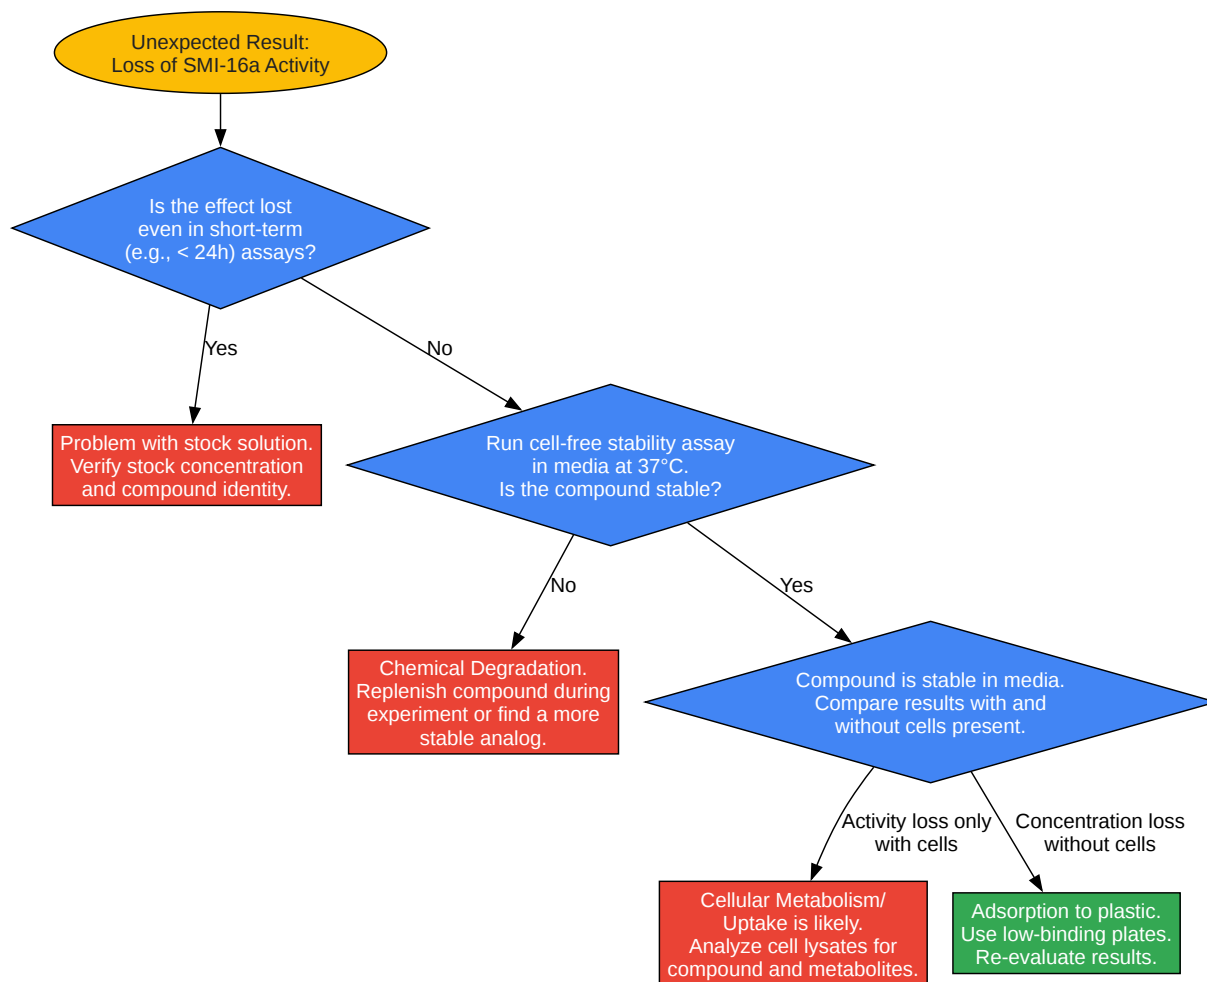 Unexpected Result:
Loss of SMI-16a Activity
Is the effect lost
even in short-term
(e.g., < 24h) assays?
Yes
No
Problem with stock solution.
Verify stock concentration
and compound identity.
Run cell-free stability assay
in media at 37°C.
Is the compound stable?
No
Yes
Chemical Degradation.
Replenish compound during
experiment or find a more
stable analog.
Compound is stable in media.
Compare results with and
without cells present.
Activity loss only
with cells
Concentration loss
without cells
Cellular Metabolism/
Uptake is likely.
Analyze cell lysates for
compound and metabolites.
Adsorption to plastic.
Use low-binding plates.
Re-evaluate results.